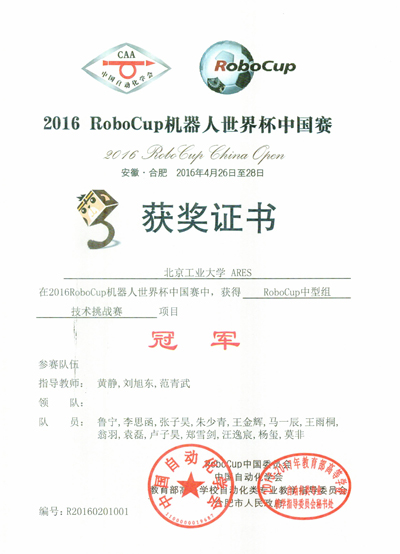 CAA
中国自动化学会
RoboCup
2016 RoboCup机器人世界杯中国赛
2016 RoboCup China Open
安徽·合肥 2016年4月26日至28日
获奖证书
北京工业大学 ARES
在2016RoboCup机器人世界杯中国赛中，获得 RoboCup中型组
技术挑战赛 项目
冠军
参赛队伍
指导教师： 黄静,刘旭东,范青武
领 队：
队 员： 鲁宁,李思函,张子昊,朱少青,王金辉,马一辰,王雨桐,
翁羽,袁磊,卢子昊,郑雪剑,汪逸宸,杨玺,莫非
RoboCup中国委员会
中国自动化学会
教育部高等学校自动化类专业教学指导委员会
合肥市人民政府
中国自动化学会
编号：R20160201001